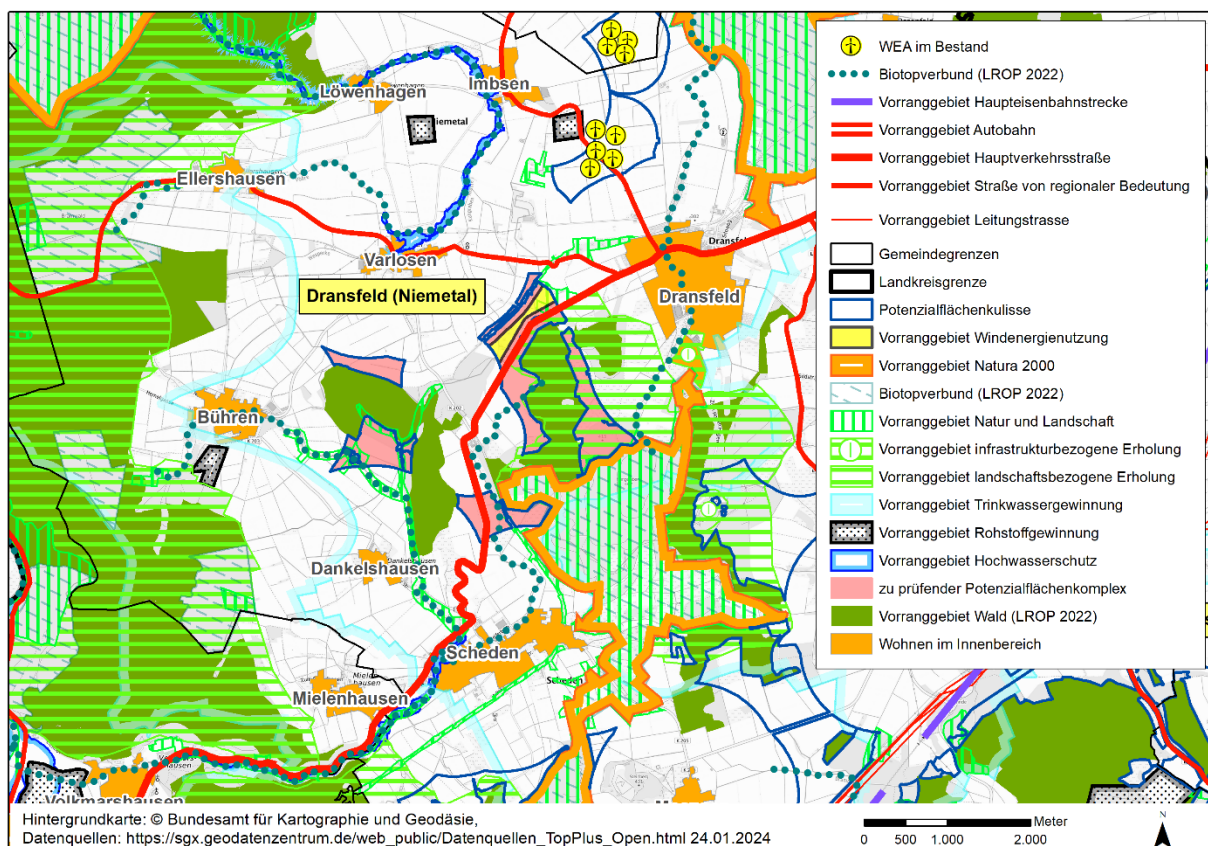 Löwenhagen
Imbsen
Niemetal
Ellershausen
Varlosen
Dransfeld
Dransfeld (Niemetal)
Dransfeld
Bühren
Dankelshausen
Dankelshausen
Scheden
Scheden
Mielenhausen
Volkmarshausen
WEA im Bestand
Biotopverbund (LROP 2022)
Vorranggebiet Haupteisenbahnstrecke
Vorranggebiet Autobahn
Vorranggebiet Hauptverkehrsstraße
Vorranggebiet Straße von regionaler Bedeutung
Vorranggebiet Leitungstrasse
Gemeindegrenzen
Landkreisgrenze
Potenzialflächenkulisse
Vorranggebiet Windenergienutzung
Vorranggebiet Natura 2000
Biotopverbund (LROP 2022)
Vorranggebiet Natur und Landschaft
Vorranggebiet infrastrukturbezogene Erholung
Vorranggebiet landschaftsbezogene Erholung
Vorranggebiet Trinkwassergewinnung
Vorranggebiet Rohstoffgewinnung
Vorranggebiet Hochwasserschutz
zu prüfender Potenzialflächenkomplex
Vorranggebiet Wald (LROP 2022)
Wohnen im Innenbereich
Hintergrundkarte: © Bundesamt für Kartographie und Geodäsie,
Datenquellen: https://sgx.geodatenzentrum.de/web_public/Datenquellen_TopPlus_Open.html 24.01.2024
Meter
0 500 1.000 2.000
N